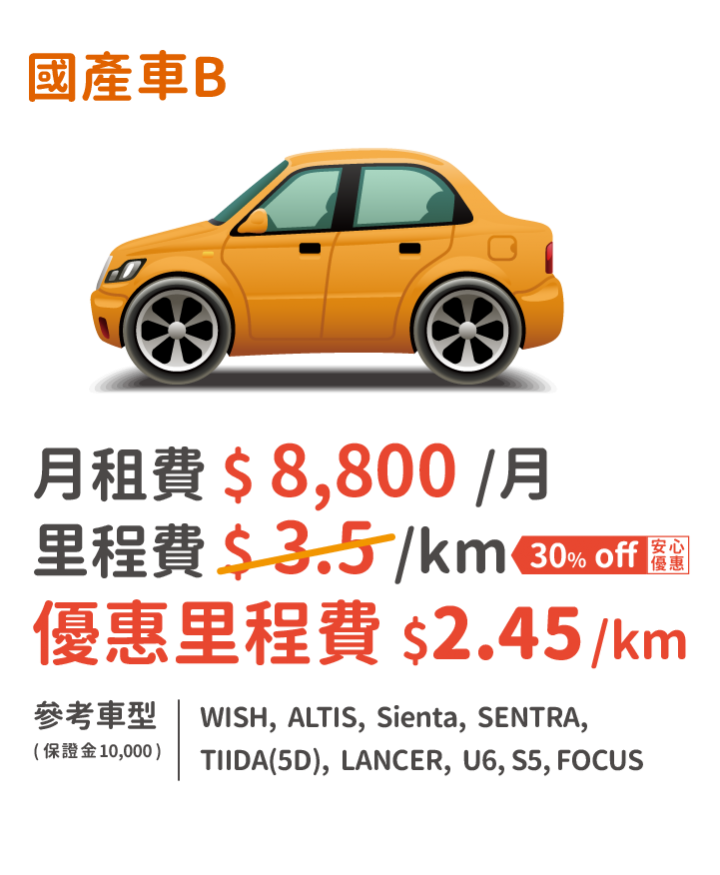 國產車B
月租費 $ 8,800 /月
里程費 $ 3.5 /km 30% off 安心優惠
優惠里程費 $2.45/km
參考車型
(保證金10,000)
WISH, ALTIS, Sienta, SENTRA,
TIIDA(5D), LANCER, U6, S5, FOCUS